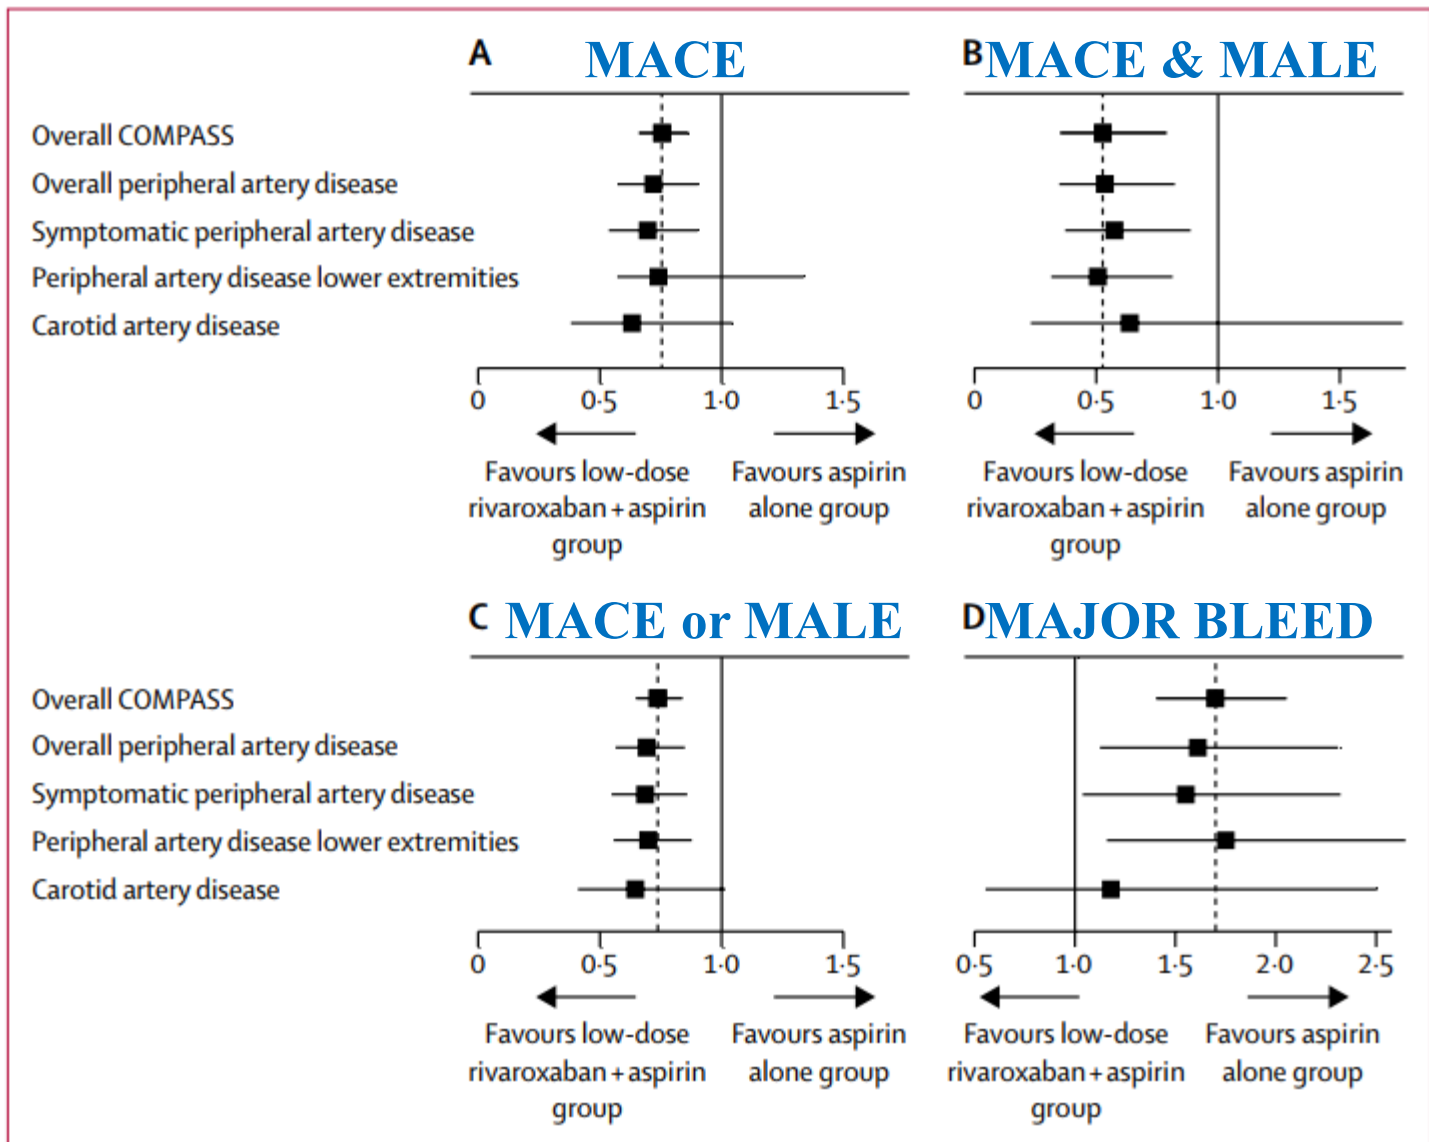 A MACE
B MACE & MALE
Overall COMPASS
Overall peripheral artery disease
Symptomatic peripheral artery disease
Peripheral artery disease lower extremities
Carotid artery disease
0 0·5 1·0 1·5
0 0·5 1·0 1·5
Favours low-dose
rivaroxaban + aspirin
group
Favours aspirin
alone group
Favours low-dose
rivaroxaban + aspirin
group
Favours aspirin
alone group
C MACE or MALE
D MAJOR BLEED
Overall COMPASS
Overall peripheral artery disease
Symptomatic peripheral artery disease
Peripheral artery disease lower extremities
Carotid artery disease
0 0·5 1·0 1·5
0·5 1·0 1·5 2·0 2·5
Favours low-dose
rivaroxaban + aspirin
group
Favours aspirin
alone group
Favours low-dose
rivaroxaban + aspirin
group
Favours aspirin
alone group